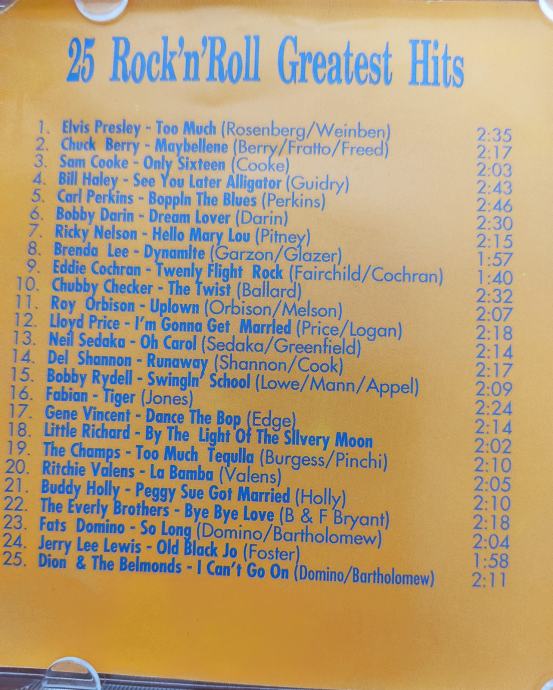 25 Rock'n'Roll Greatest Hits
1. Elvis Presley - Too Much (Rosenberg/Weinben) 2:35
2. Chuck Berry - Maybellene (Berry/Fratto/Freed) 2:17
3. Sam Cooke - Only Sixteen (Cooke) 2:03
4. Bill Haley - See You Later Alligator (Guidry) 2:43
5. Carl Perkins - BoppIn The Blues (Perkins) 2:46
6. Bobby Darin - Dream Lover (Darin) 2:30
7. Ricky Nelson - Hello Mary Lou (Pitney) 2:15
8. Brenda Lee - Dynamite (Garzon/Glazer) 1:57
9. Eddie Cochran - Twenly Flight Rock (Fairchild/Cochran) 1:40
10. Chubby Checker - The Twist (Ballard) 2:32
11. Roy Orbison - Uplown (Orbison/Melson) 2:07
12. Lloyd Price - I'm Gonna Get Marrled (Price/Logan) 2:18
13. Neil Sedaka - Oh Carol (Sedaka/Greenfield) 2:14
14. Del Shannon - Runaway (Shannon/Cook) 2:17
15. Bobby Rydell - SwingIn' School (Lowe/Mann/Appel) 2:09
16. Fabian - Tiger (Jones) 2:24
17. Gene Vincent - Dance The Bop (Edge) 2:14
18. Little Richard - By The Light Of The SIlvery Moon 2:02
19. The Champs - Too Much Tequlla (Burgess/Pinchi) 2:10
20. Ritchie Valens - La Bamba (Valens) 2:05
21. Buddy Holly - Peggy Sue Got Married (Holly) 2:10
22. The Everly Brothers - Bye Bye Love (B & F Bryant) 2:18
23. Fats Domino - So Long (Domino/Bartholomew) 2:04
24. Jerry Lee Lewis - Old Black Jo (Foster) 1:58
25. Dion & The Belmonds - I Can't Go On (Domino/Bartholomew) 2:11